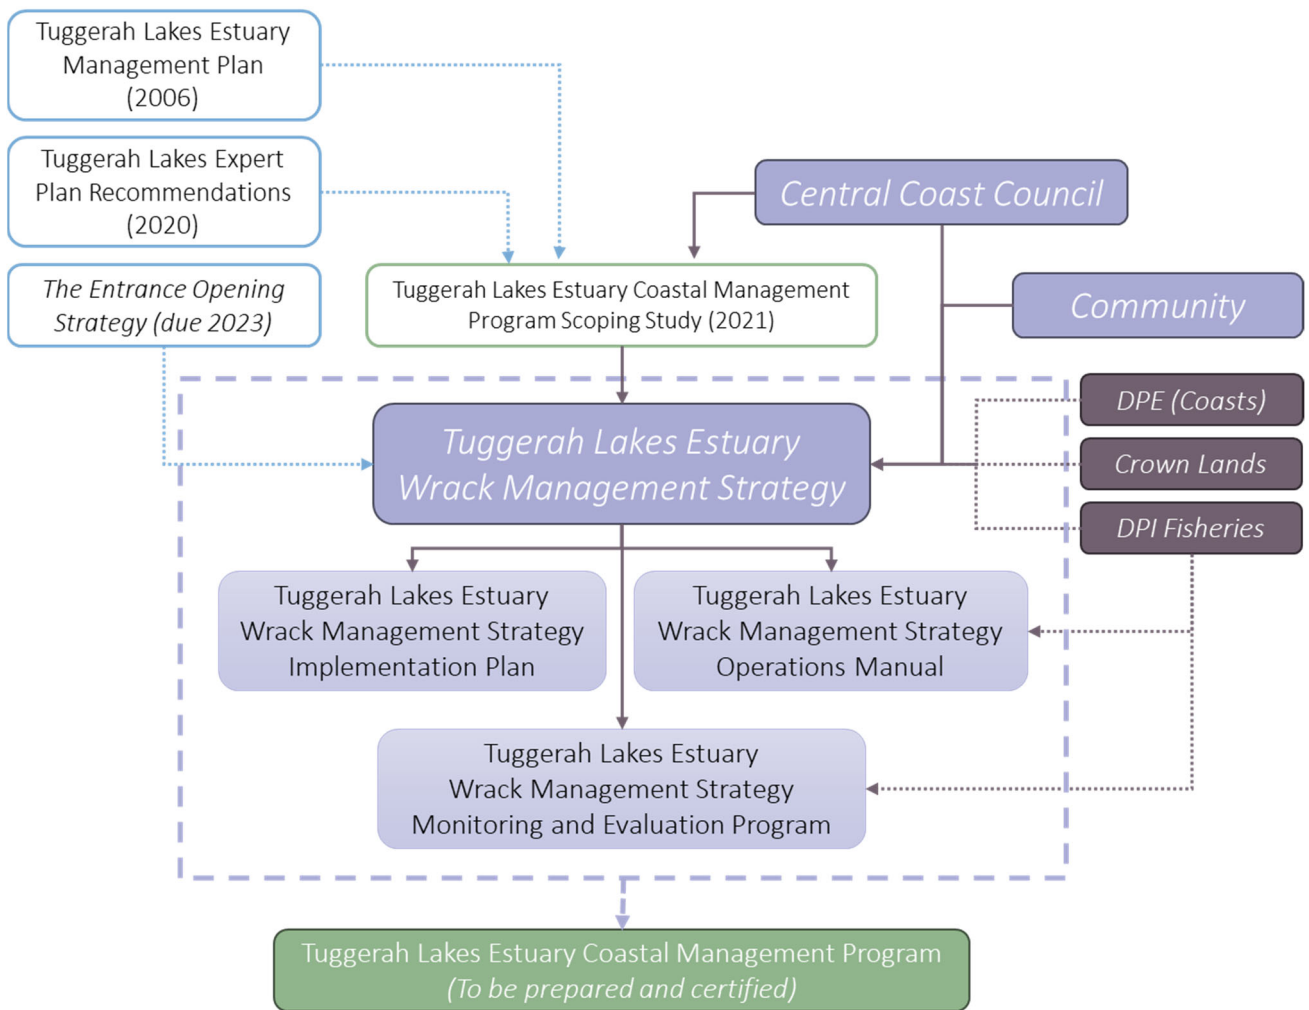 Tuggerah Lakes Estuary
Management Plan
(2006)
Tuggerah Lakes Expert
Plan Recommendations
(2020)
The Entrance Opening
Strategy (due 2023)
Central Coast Council
Tuggerah Lakes Estuary Coastal Management
Program Scoping Study (2021)
Community
DPE (Coasts)
Crown Lands
DPI Fisheries
Tuggerah Lakes Estuary
Wrack Management Strategy
Tuggerah Lakes Estuary
Wrack Management Strategy
Implementation Plan
Tuggerah Lakes Estuary
Wrack Management Strategy
Operations Manual
Tuggerah Lakes Estuary
Wrack Management Strategy
Monitoring and Evaluation Program
Tuggerah Lakes Estuary Coastal Management Program
(To be prepared and certified)